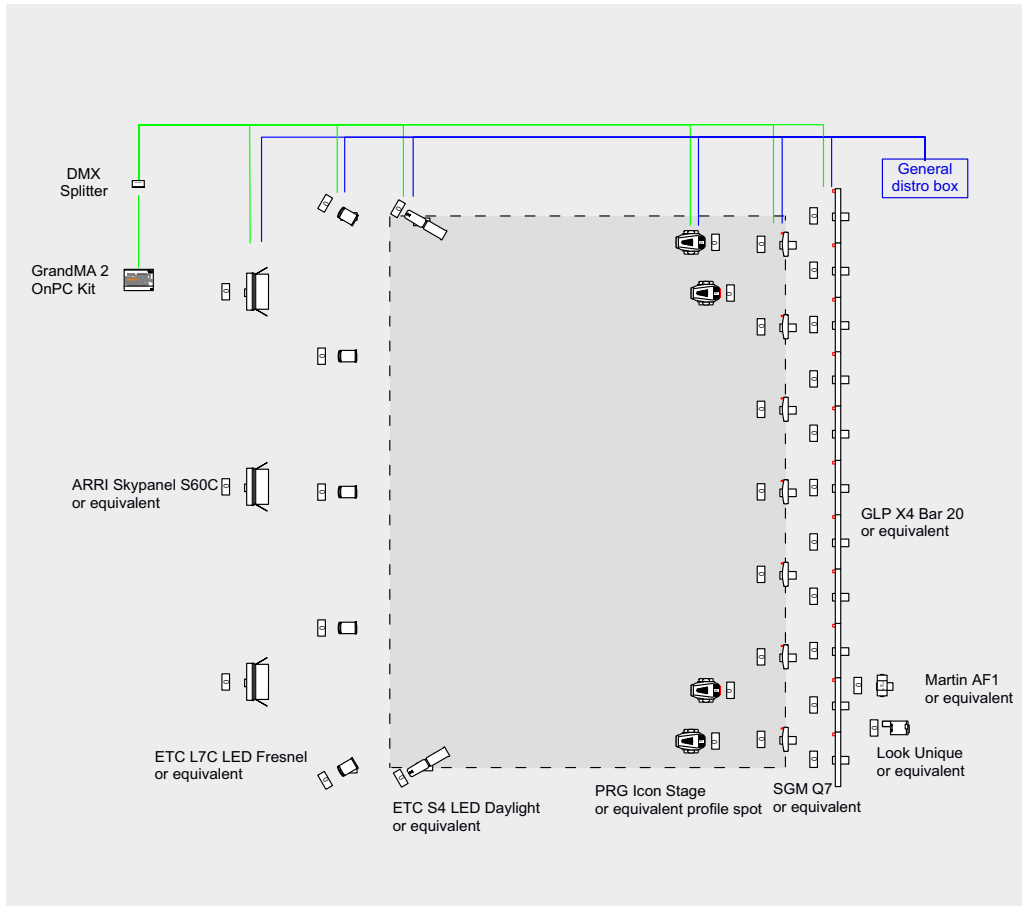 DMX
Splitter
General
distro box
GrandMA 2
OnPC Kit
ARRI Skypanel S60C
or equivalent
GLP X4 Bar 20
or equivalent
Martin AF1
or equivalent
ETC L7C LED Fresnel
or equivalent
Look Unique
or equivalent
ETC S4 LED Daylight
or equivalent
PRG Icon Stage
or equivalent profile spot
SGM Q7
or equivalent